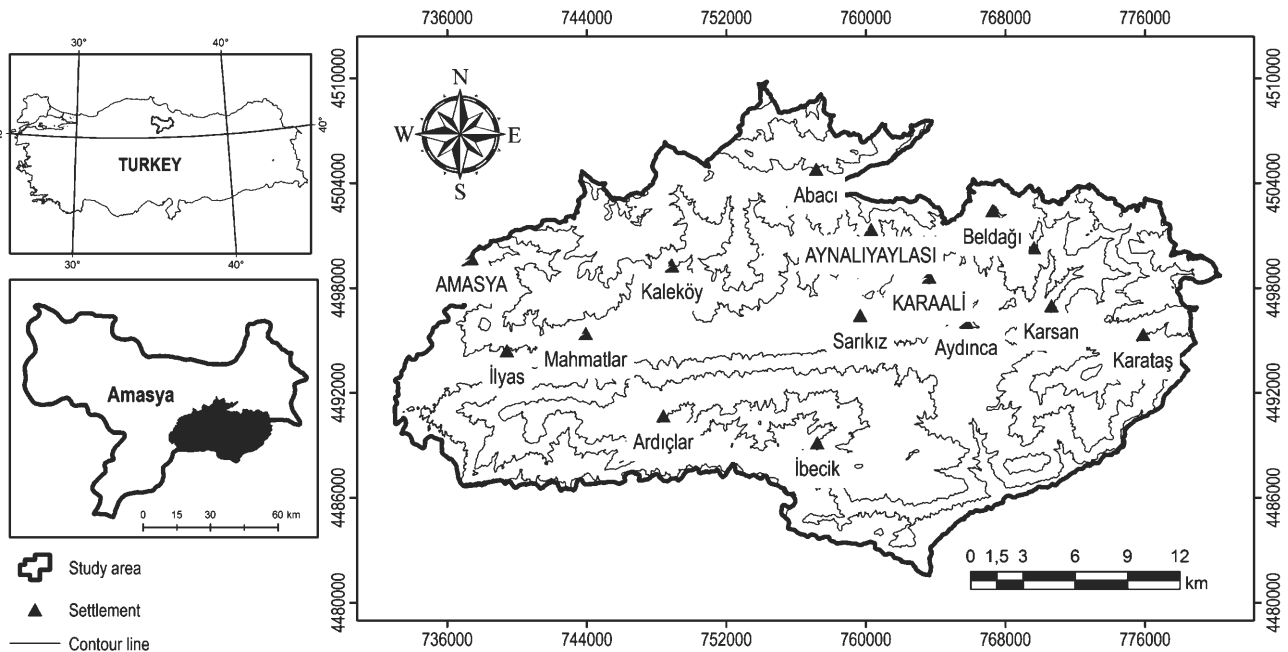 30° 40°
40°
TURKEY
30° 40°
Amasya
0 15 30 60 km
Study area
Settlement
Contour line
736000 744000 752000 760000 768000 776000
4510000 4510000
4504000 4504000
4498000 4498000
4492000 4492000
4486000 4486000
4480000 4480000
N
W E
S
Abacı
Beldağı
AYNALIYAYLASI
AMASYA
Kaleköy
KARAALİ
Sarıkız
Aydınca
Karsan
Mahmatlar
Karataş
İlyas
Ardıçlar
İbecik
0 1,5 3 6 9 12
km
736000 744000 752000 760000 768000 776000